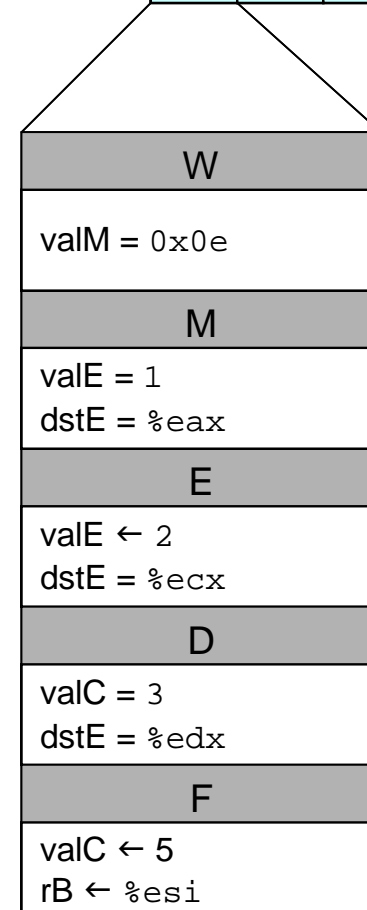 W
valM = 0x0e
M
valE = 1
dstE = %eax
E
valE ← 2
dstE = %ecx
D
valC = 3
dstE = %edx
F
valC ← 5
rB ← %esi